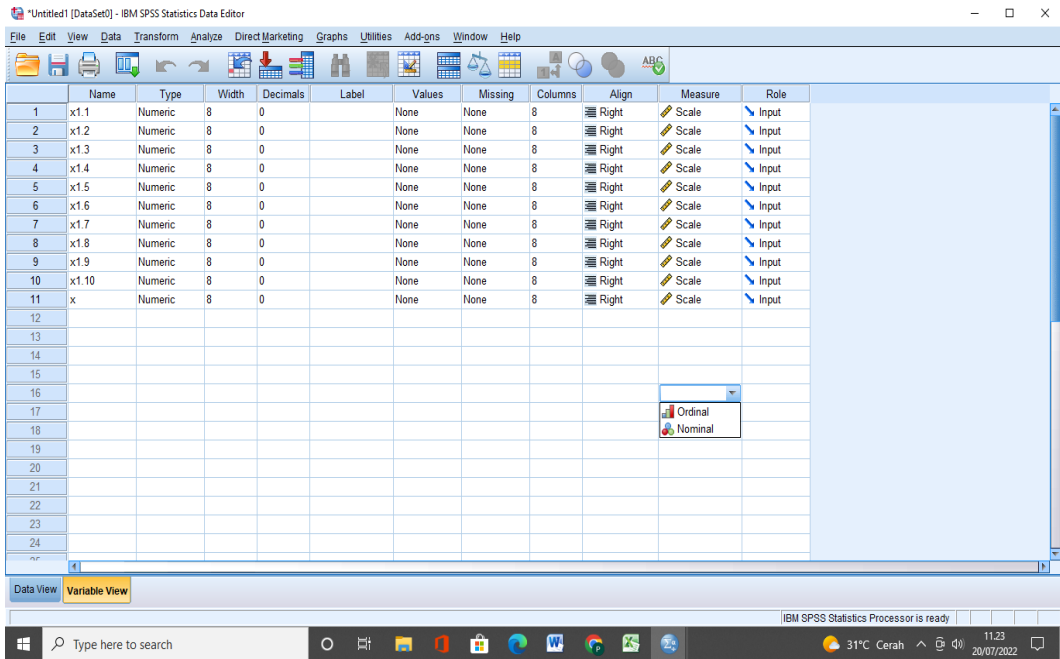 *Untitled1 [DataSet0] - IBM SPSS Statistics Data Editor
File Edit View Data Transform Analyze Direct Marketing Graphs Utilities Add-ons Window Help
Name Type Width Decimals Label Values Missing Columns Align Measure Role
1 x1.1 Numeric 8 0 None None 8 Right Scale Input
2 x1.2 Numeric 8 0 None None 8 Right Scale Input
3 x1.3 Numeric 8 0 None None 8 Right Scale Input
4 x1.4 Numeric 8 0 None None 8 Right Scale Input
5 x1.5 Numeric 8 0 None None 8 Right Scale Input
6 x1.6 Numeric 8 0 None None 8 Right Scale Input
7 x1.7 Numeric 8 0 None None 8 Right Scale Input
8 x1.8 Numeric 8 0 None None 8 Right Scale Input
9 x1.9 Numeric 8 0 None None 8 Right Scale Input
10 x1.10 Numeric 8 0 None None 8 Right Scale Input
11 x Numeric 8 0 None None 8 Right Scale Input
12
13
14
15
16
17 Ordinal
18 Nominal
19
20
21
22
23
24
Data View Variable View
IBM SPSS Statistics Processor is ready
Type here to search 31°C Cerah 11.23
20/07/2022